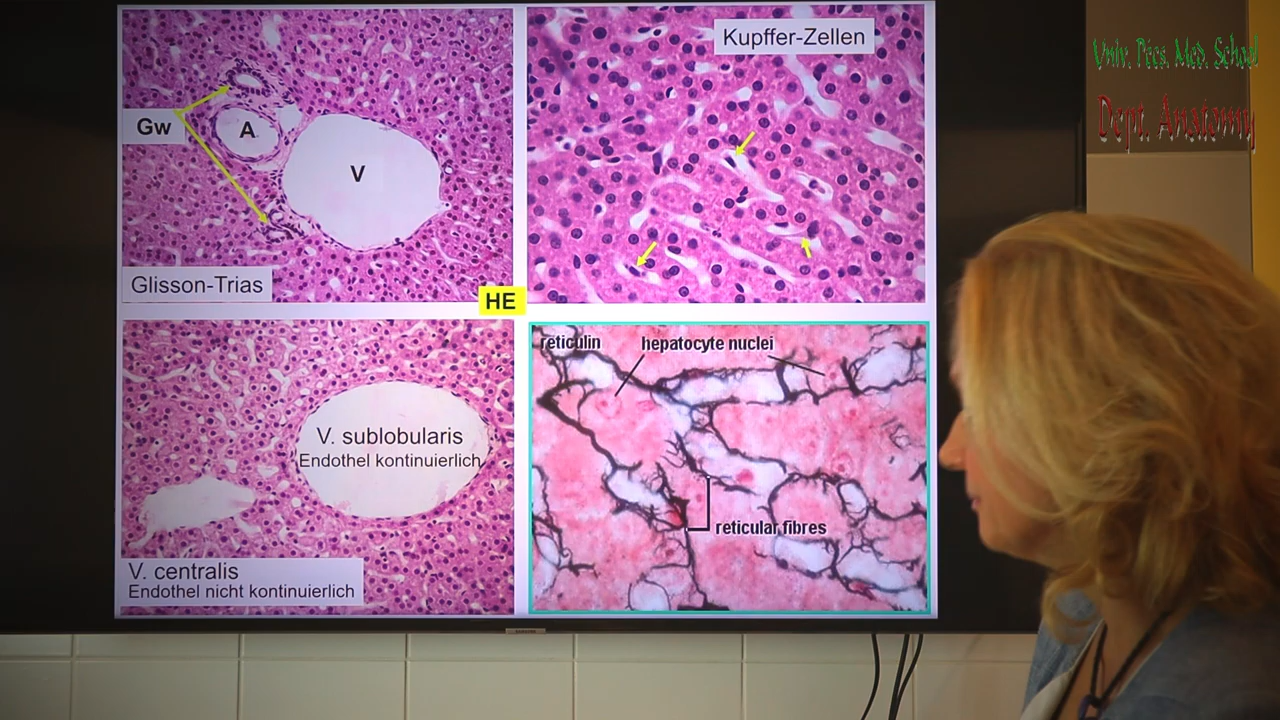 Gw
A
V
Glisson-Trias
Kupffer-Zellen
HE
V. sublobularis
Endothel kontinuierlich
V. centralis
Endothel nicht kontinuierlich
reticulin
hepatocyte nuclei
reticular fibres
Univ. Pécs. Med. School
Dept. Anatomy